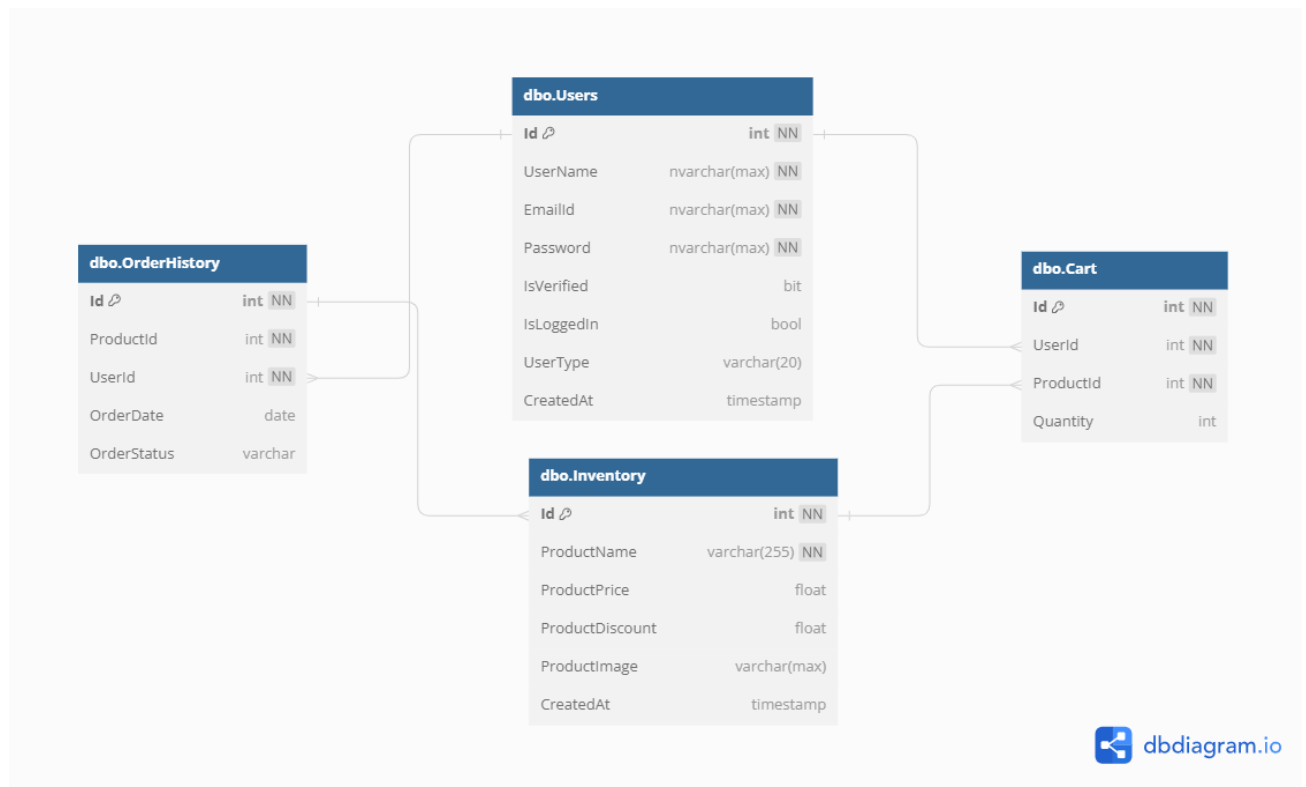 dbo.Users
Id int NN
UserName nvarchar(max) NN
EmailId nvarchar(max) NN
Password nvarchar(max) NN
IsVerified bit
IsLoggedIn bool
UserType varchar(20)
CreatedAt timestamp
dbo.OrderHistory
Id int NN
ProductId int NN
UserId int NN
OrderDate date
OrderStatus varchar
dbo.Cart
Id int NN
UserId int NN
ProductId int NN
Quantity int
dbo.Inventory
Id int NN
ProductName varchar(255) NN
ProductPrice float
ProductDiscount float
ProductImage varchar(max)
CreatedAt timestamp
dbdiagram.io